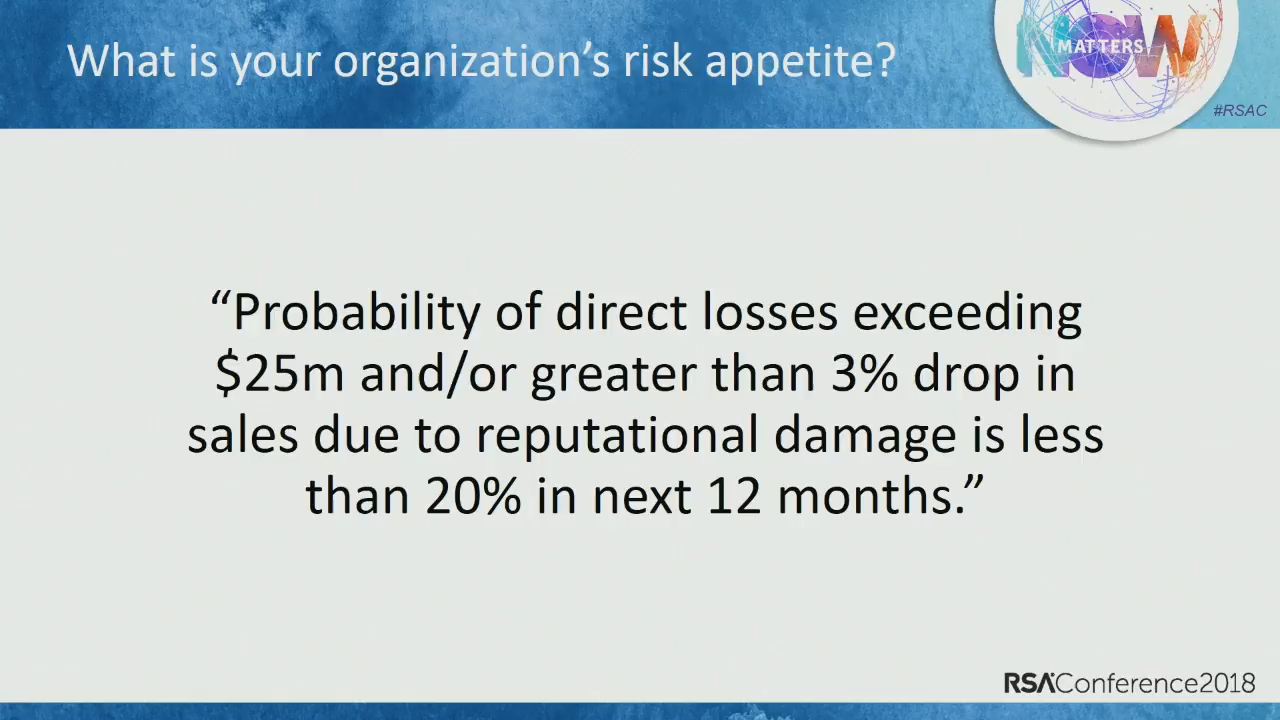 What is your organization's risk appetite?
NOW
MATTERS
#RSAC
“Probability of direct losses exceeding
$25m and/or greater than 3% drop in
sales due to reputational damage is less
than 20% in next 12 months.”
RSAConference2018